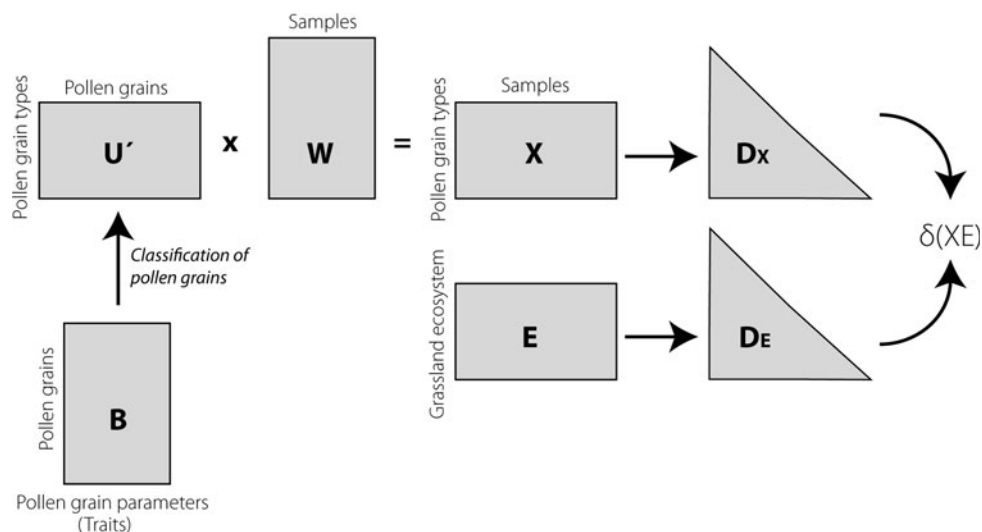 Samples
Pollen grains
Pollen grain types
U´
x
W
=
Samples
Pollen grain types
X
DX
δ(XE)
Classification of
pollen grains
Grassland ecosystem
E
DE
Pollen grains
B
Pollen grain parameters
(Traits)